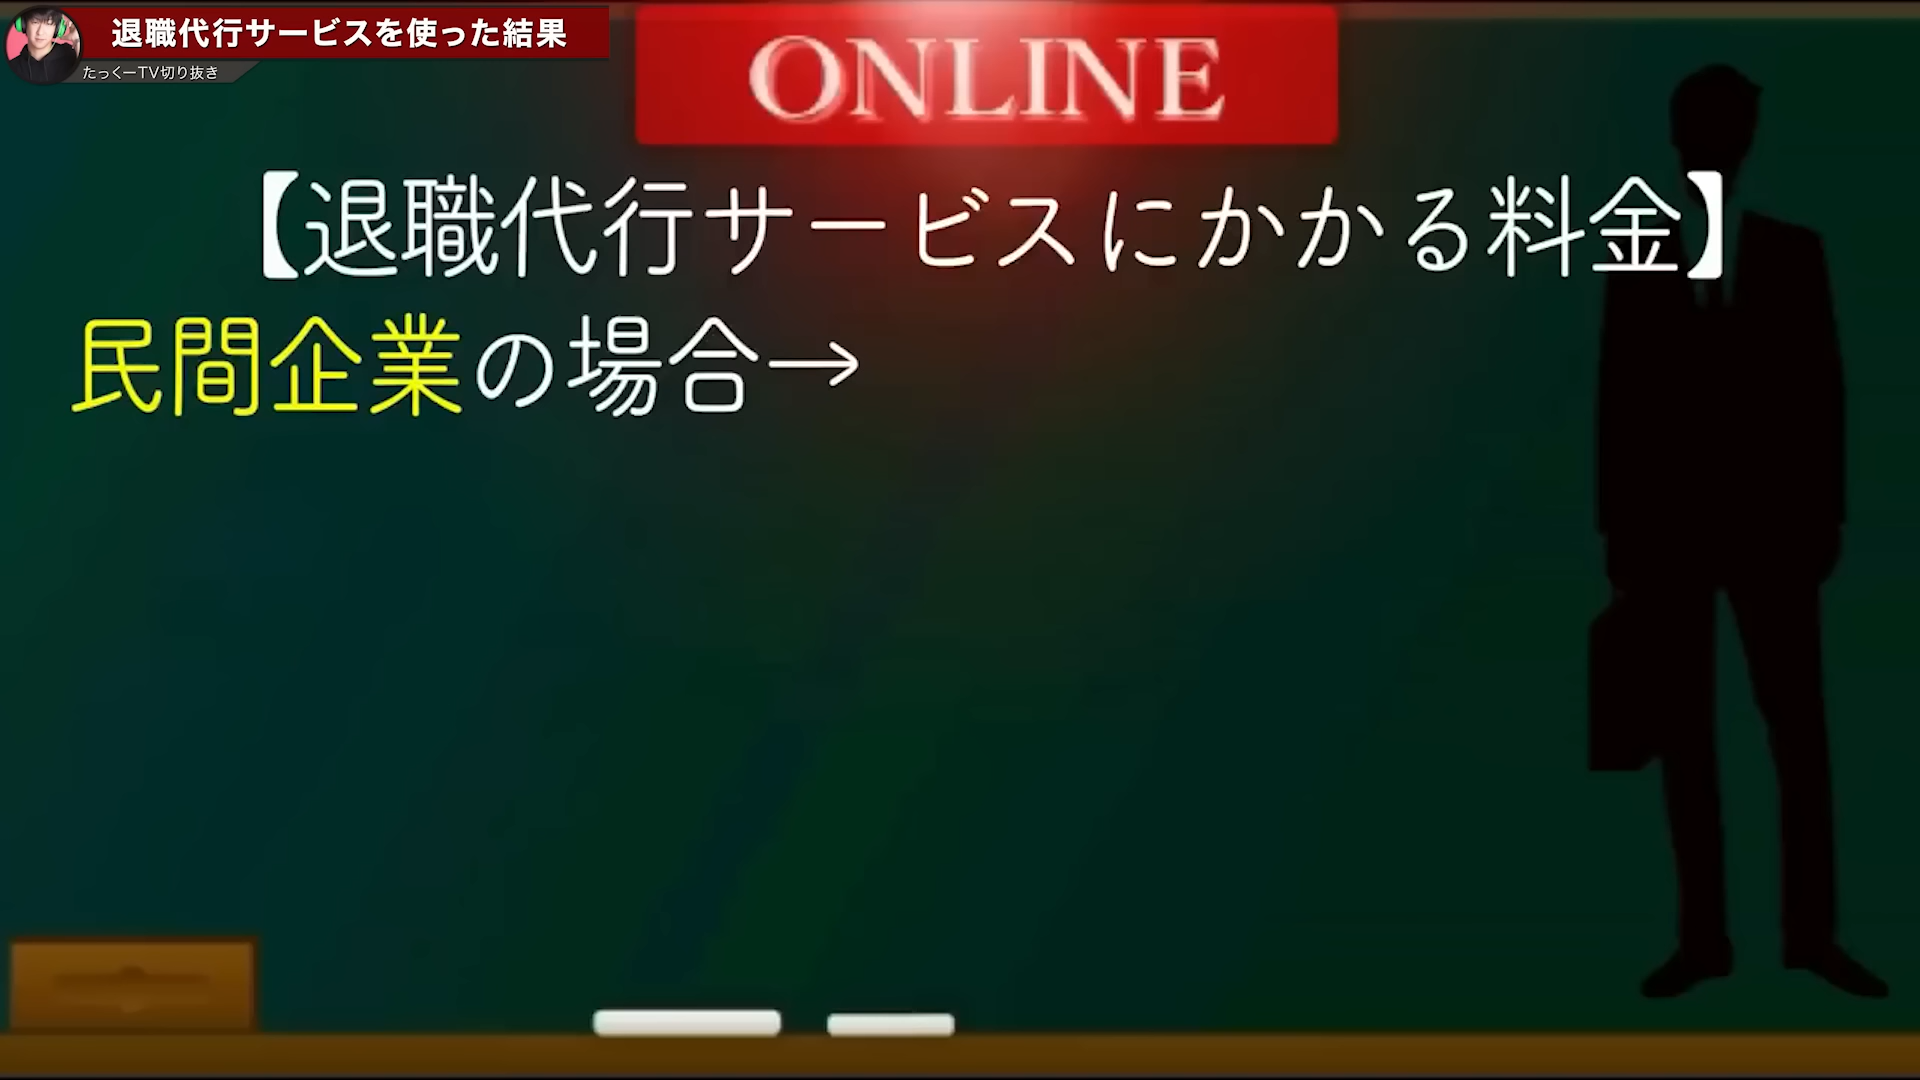 退職代行サービスを使った結果
たっくーTV切り抜き
ONLINE
【退職代行サービスにかかる料金】
民間企業の場合→